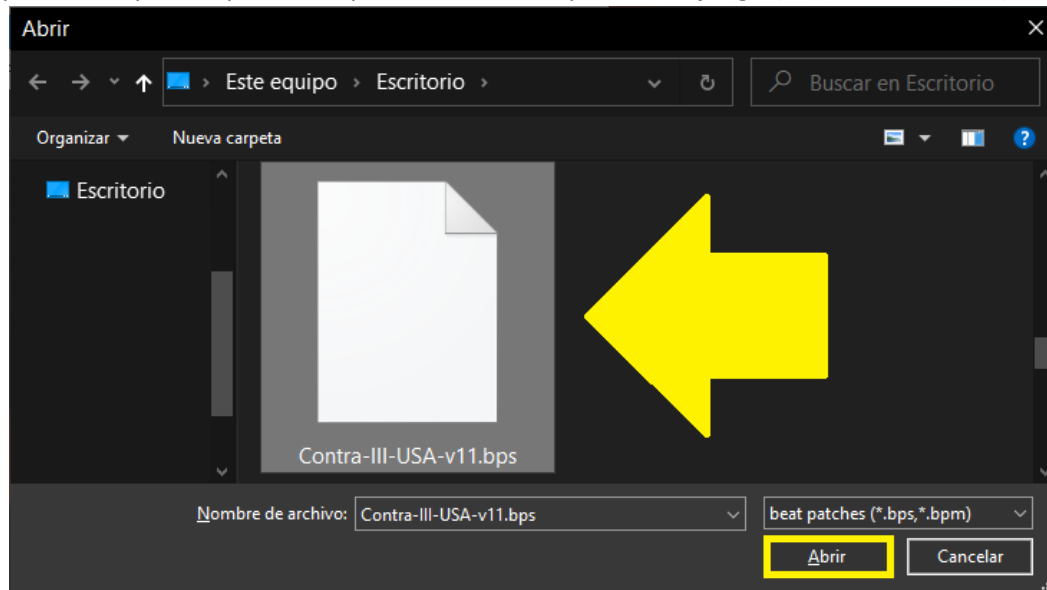 Abrir
Este equipo > Escritorio >
Buscar en Escritorio
Organizar
Nueva carpeta
Escritorio
Contra-III-USA-v11.bps
Nombre de archivo: Contra-III-USA-v11.bps
beat patches (*.bps,*.bpm)
Abrir
Cancelar